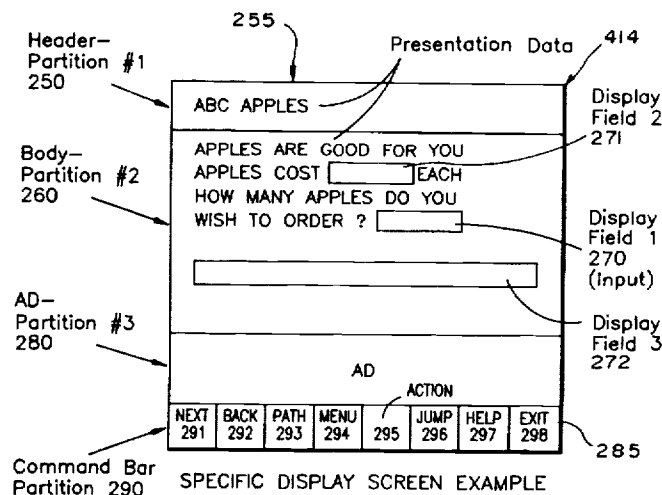 255
Header-
Partition #1
250
Presentation Data
414
ABC APPLES
Display
Field 2
271
Body-
Partition #2
260
APPLES ARE GOOD FOR YOU
APPLES COST EACH
HOW MANY APPLES DO YOU
WISH TO ORDER ?
Display
Field 1
270
(Input)
AD-
Partition #3
280
Display
Field 3
272
AD
ACTION
NEXT BACK PATH MENU JUMP HELP EXIT
291 292 293 294 295 296 297 298
285
Command Bar
Partition 290
SPECIFIC DISPLAY SCREEN EXAMPLE